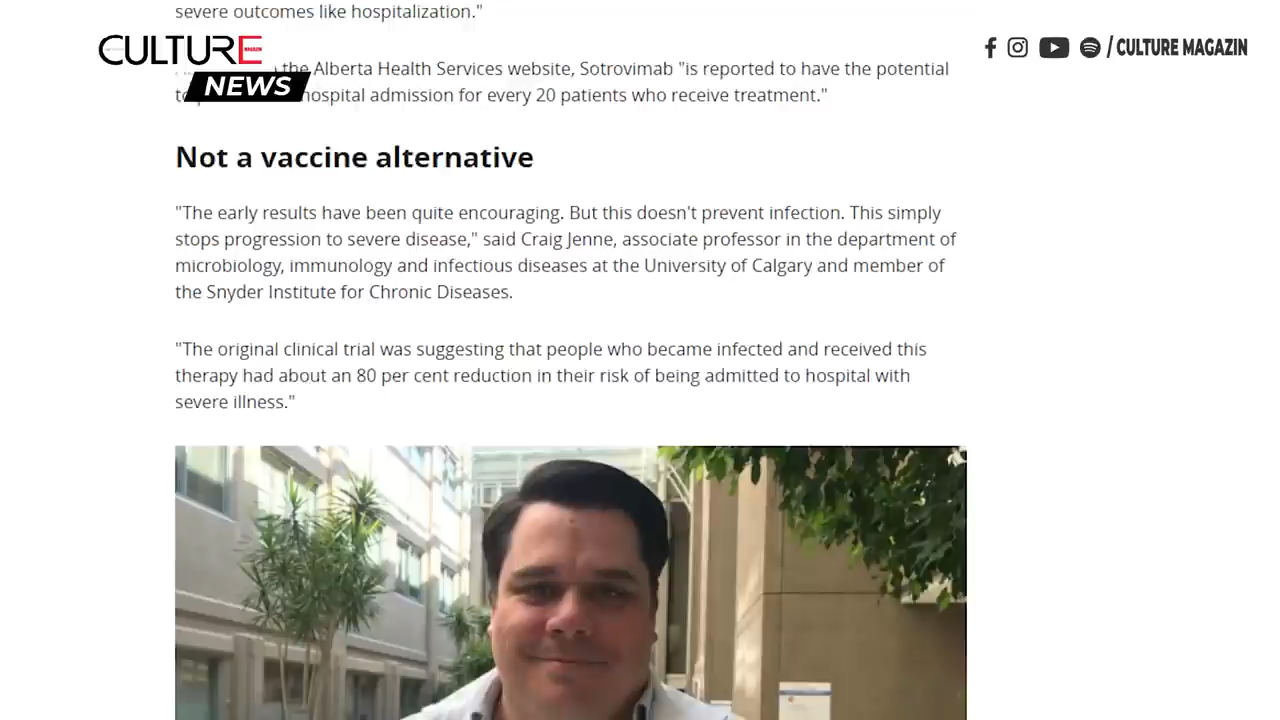 severe outcomes like hospitalization."
CULTURE
MAGAZIN
/ CULTURE MAGAZIN
the Alberta Health Services website, Sotrovimab "is reported to have the potential
NEWS
hospital admission for every 20 patients who receive treatment."
Not a vaccine alternative
"The early results have been quite encouraging. But this doesn't prevent infection. This simply
stops progression to severe disease," said Craig Jenne, associate professor in the department of
microbiology, immunology and infectious diseases at the University of Calgary and member of
the Snyder Institute for Chronic Diseases.
"The original clinical trial was suggesting that people who became infected and received this
therapy had about an 80 per cent reduction in their risk of being admitted to hospital with
severe illness."